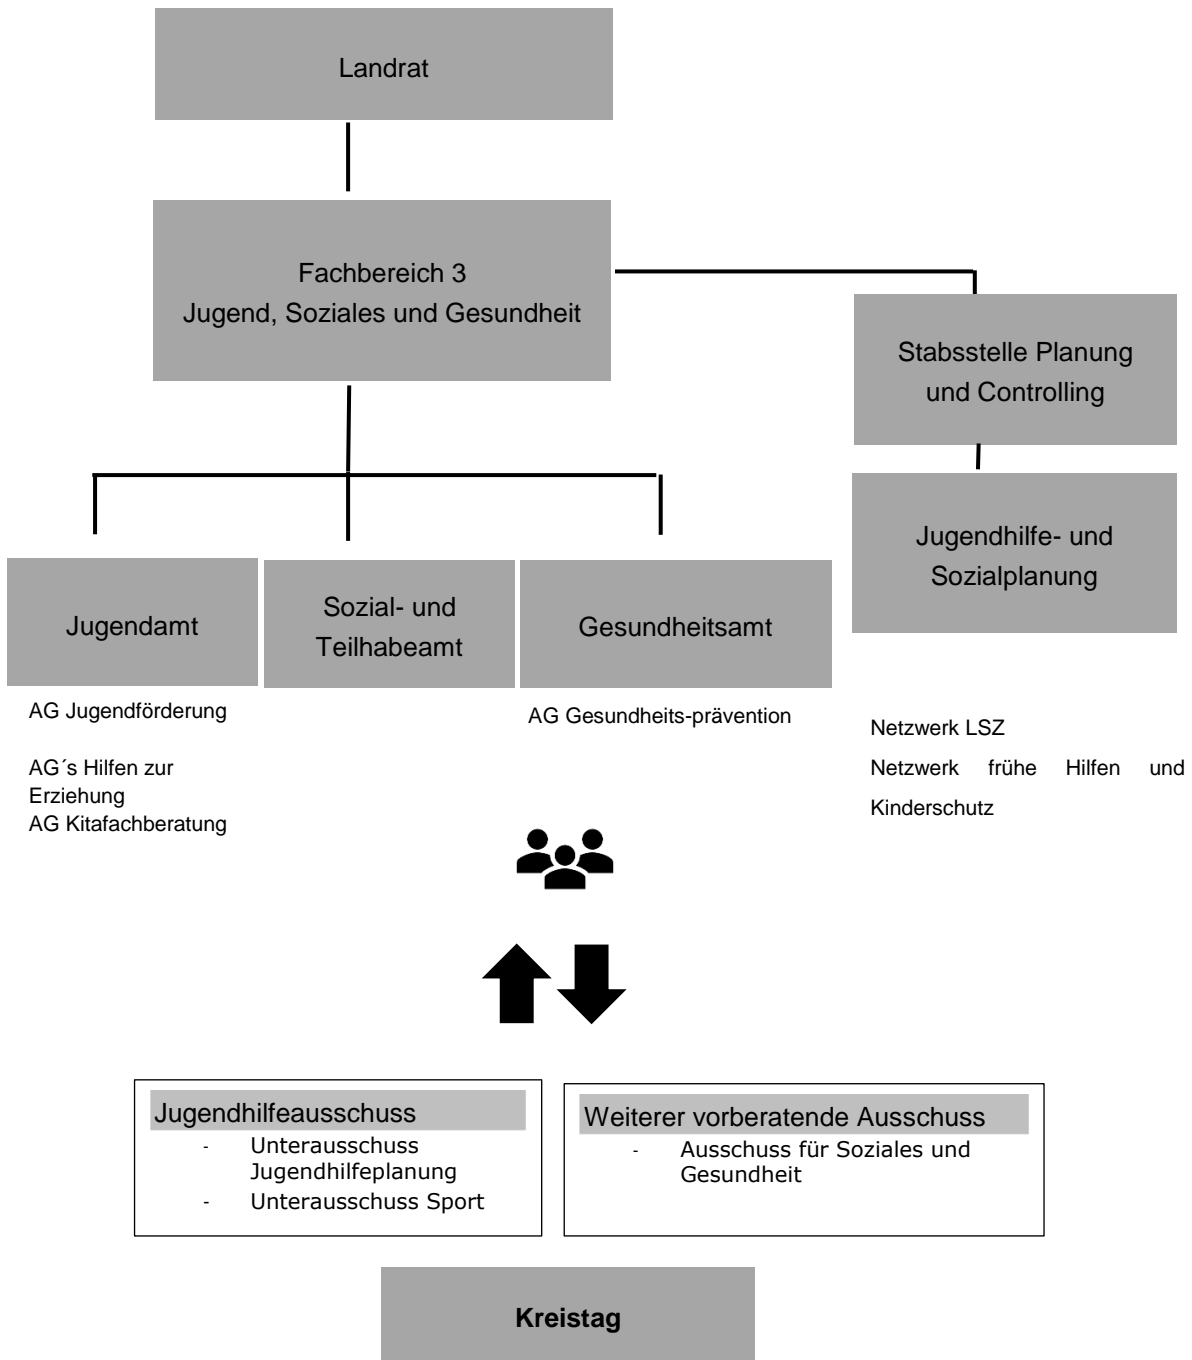 Landrat
Fachbereich 3
Jugend, Soziales und Gesundheit
Stabsstelle Planung
und Controlling
Jugendhilfe- und
Sozialplanung
Jugendamt
Sozial- und
Teilhabeamt
Gesundheitsamt
AG Jugendförderung
AG´s Hilfen zur
Erziehung
AG Kitafachberatung
AG Gesundheits-prävention
Netzwerk LSZ
Netzwerk frühe Hilfen und
Kinderschutz
Jugendhilfeausschuss
- Unterausschuss
Jugendhilfeplanung
- Unterausschuss Sport
Weiterer vorberatende Ausschuss
- Ausschuss für Soziales und
Gesundheit
Kreistag